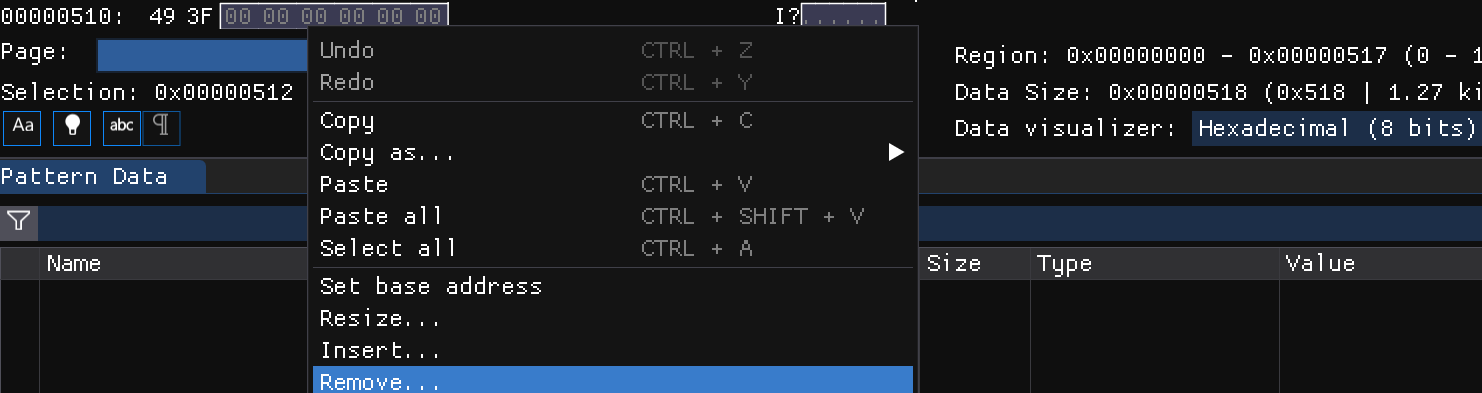 00000510: 49 3F 00 00 00 00 00 00 I?......
Page:
Region: 0x00000000 - 0x00000517 (0 - 1
Selection: 0x00000512
Data Size: 0x00000518 (0x518 | 1.27 ki
Aa abc ¶
Data visualizer: Hexadecimal (8 bits)
Pattern Data
Name Size Type Value
Undo CTRL + Z
Redo CTRL + Y
Copy CTRL + C
Copy as...
Paste CTRL + V
Paste all CTRL + SHIFT + V
Select all CTRL + A
Set base address
Resize...
Insert...
Remove...